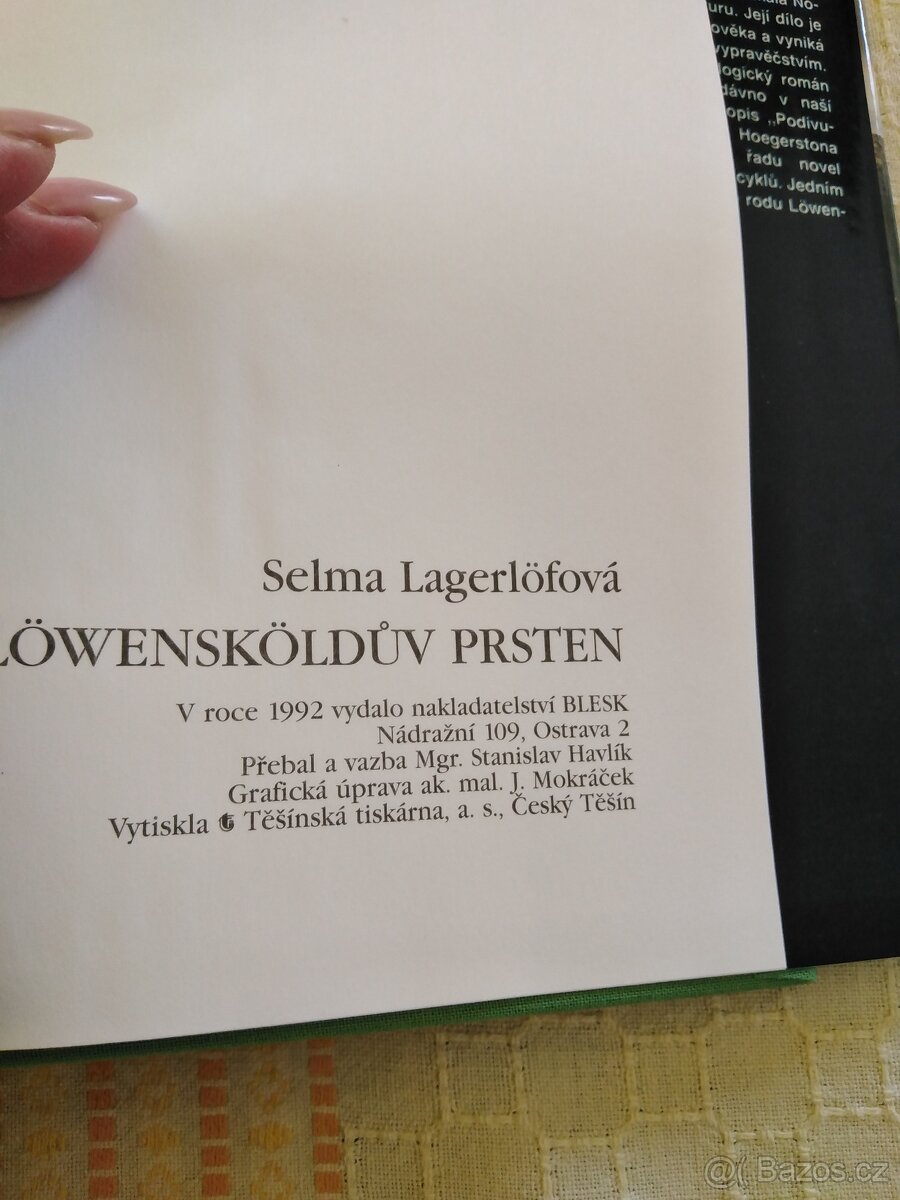 uru. Její dílo je
ověka a vyniká
vypravěčstvím.
logický román
dávno v naší
opis „Podivu-
Hoegerstona
řadu novel
cyklů. Jedním
rodu Löwen-
Selma Lagerlöfová
LÖWENSKÖLDŮV PRSTEN
V roce 1992 vydalo nakladatelství BLESK
Nádražní 109, Ostrava 2
Přebal a vazba Mgr. Stanislav Havlík
Grafická úprava ak. mal. J. Mokráček
Vytiskla Těšínská tiskárna, a. s., Český Těšín
Bazos.cz